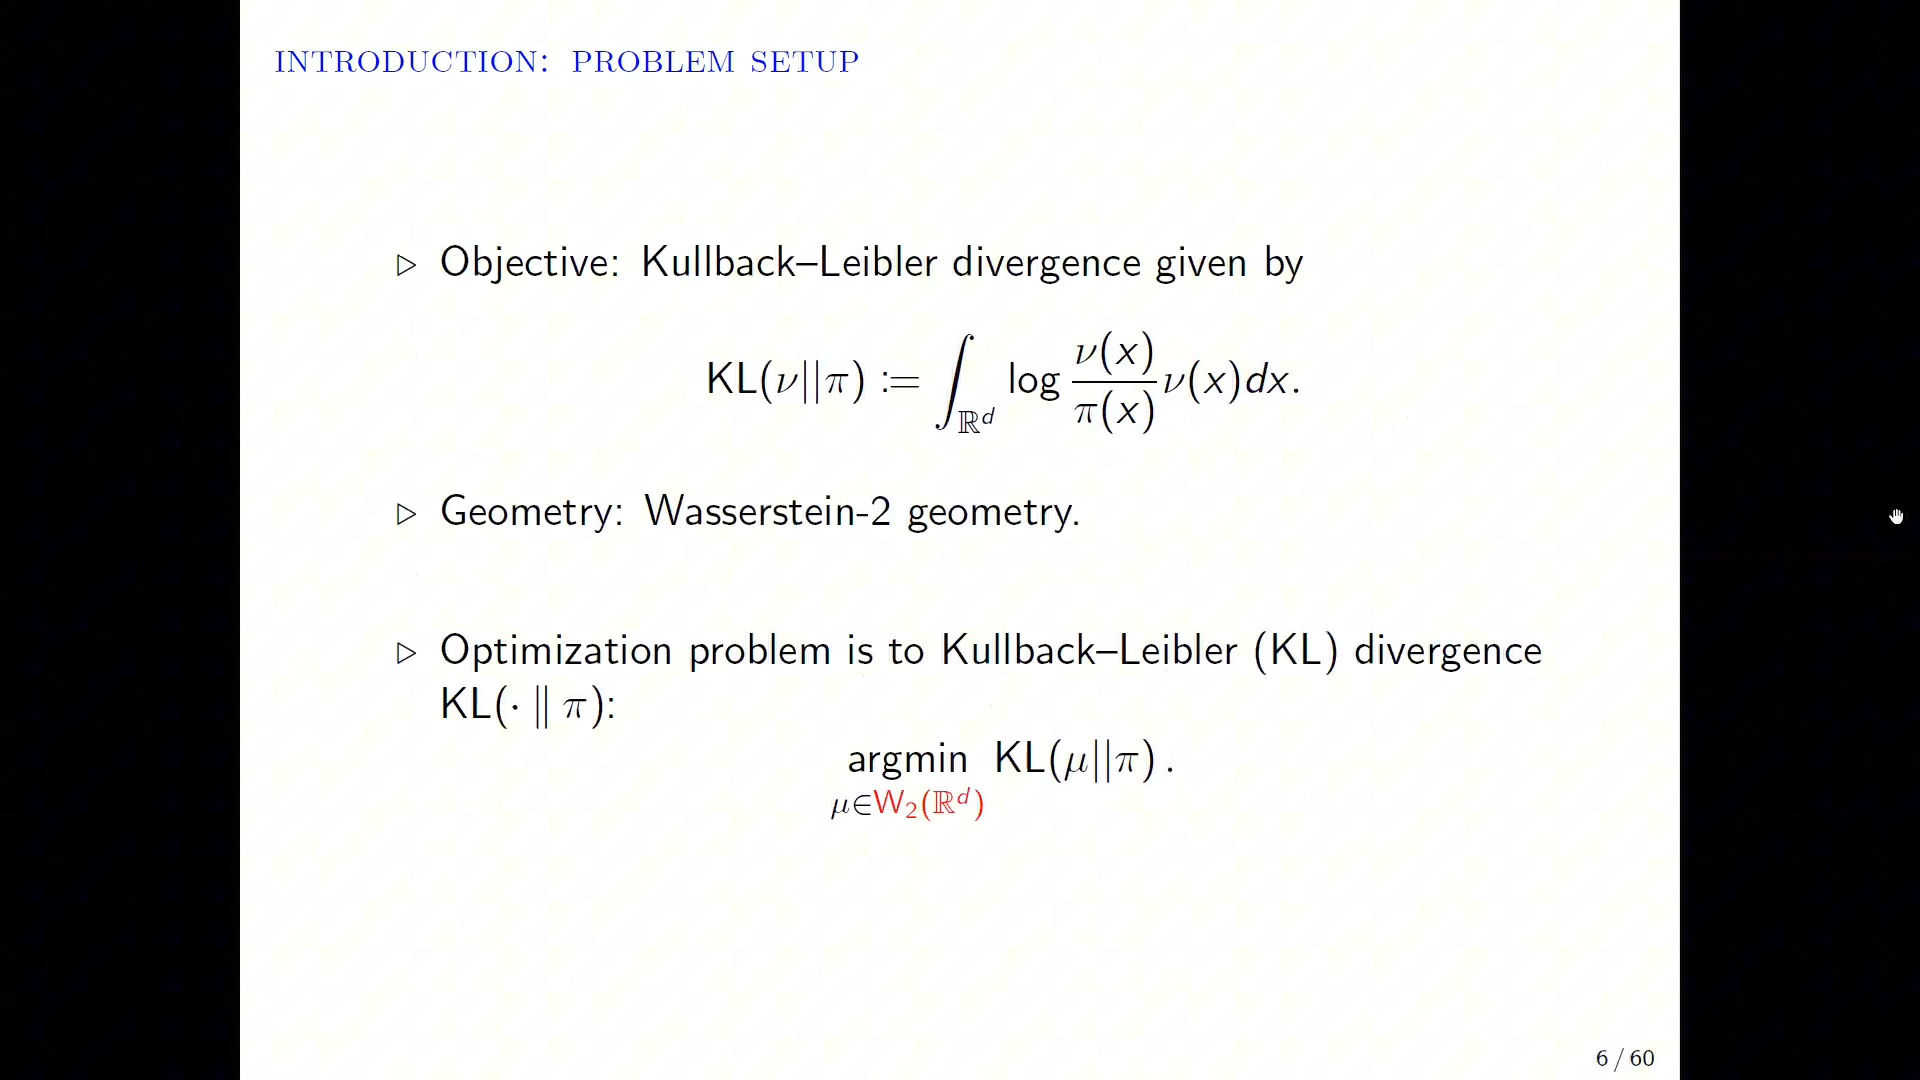 INTRODUCTION: PROBLEM SETUP
▷ Objective: Kullback–Leibler divergence given by
KL(ν||π) := ∫_{ℝ^d} log \frac{ν(x)}{π(x)} ν(x)dx.
▷ Geometry: Wasserstein-2 geometry.
▷ Optimization problem is to Kullback–Leibler (KL) divergence
KL(· ∥ π):
argmin KL(μ||π) .
μ∈W₂(ℝ^d)
6 / 60